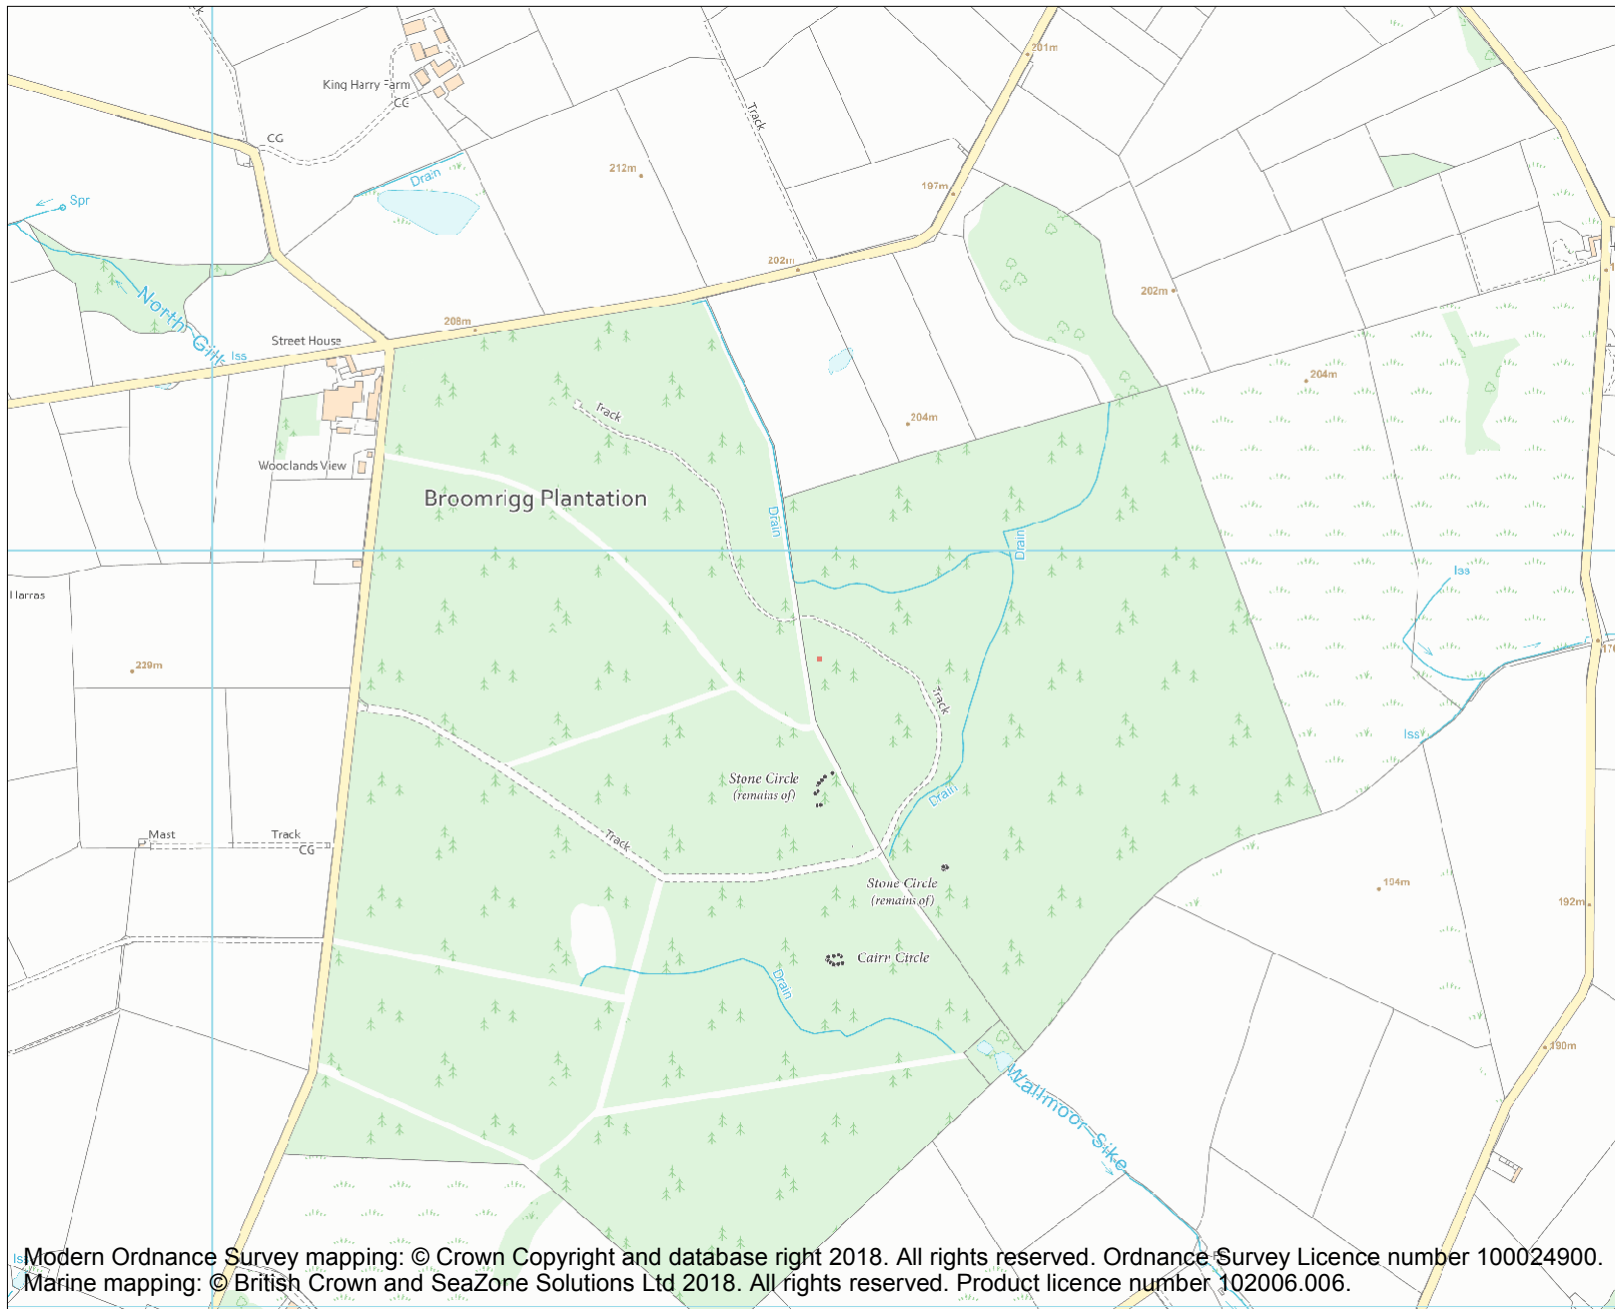 201m
King Harry Farm
CG
Track
CG
212m
Drain
197m
Spr
202m
202m
North Gill
208m
Street House
Iss
204m
Track
204m
Woodlands View
Broomrigg Plantation
Drain
Drain
Iss
Harras
229m
176
Track
Iss
Stone Circle
(remains of)
Drain
Mast
Track
CG
Track
Stone Circle
(remains of)
194m
192m
Cairn Circle
Drain
190m
Wallmoor Sike
Modern Ordnance Survey mapping: © Crown Copyright and database right 2018. All rights reserved. Ordnance Survey Licence number 100024900.
Marine mapping: © British Crown and SeaZone Solutions Ltd 2018. All rights reserved. Product licence number 102006.006.